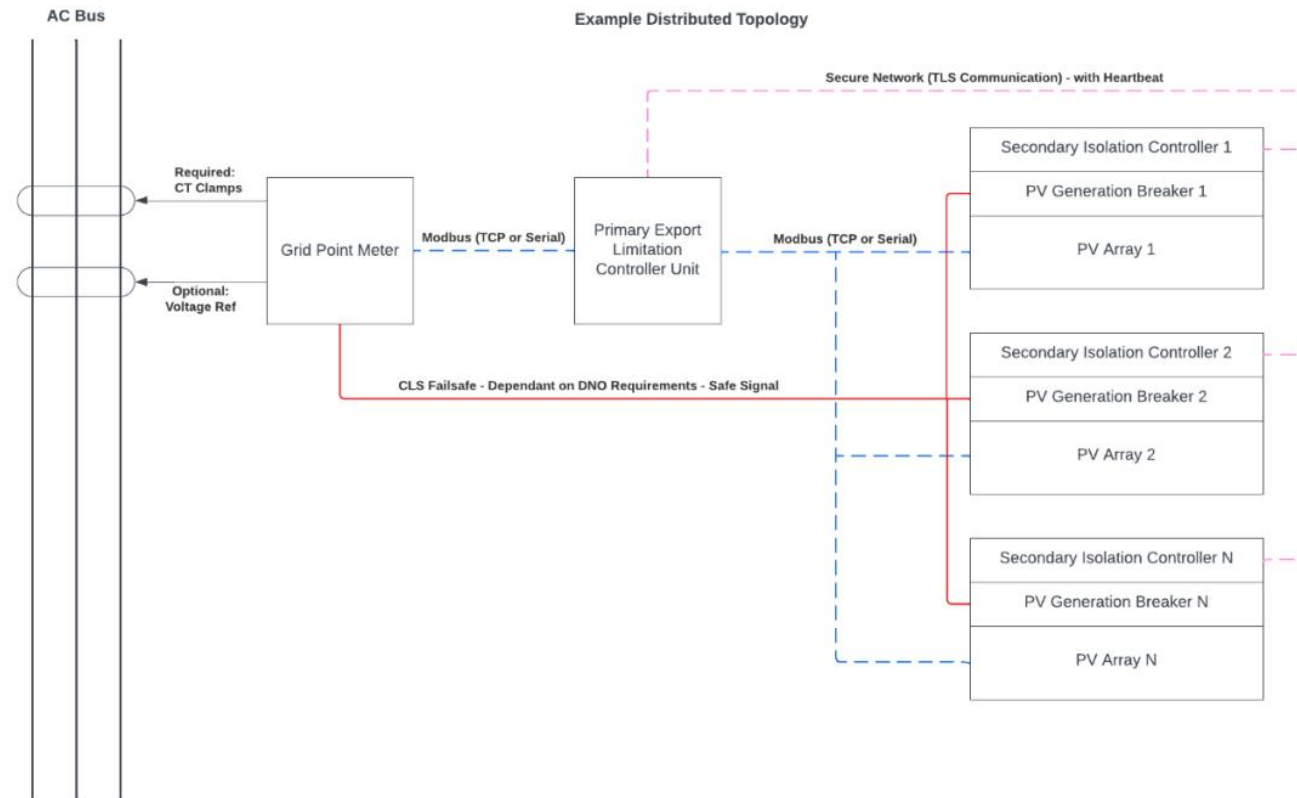 AC Bus
Example Distributed Topology
Secure Network (TLS Communication) - with Heartbeat
Required:
CT Clamps
Optional:
Voltage Ref
Grid Point Meter
Modbus (TCP or Serial)
Primary Export
Limitation
Controller Unit
Modbus (TCP or Serial)
CLS Failsafe - Dependant on DNO Requirements - Safe Signal
Secondary Isolation Controller 1
PV Generation Breaker 1
PV Array 1
Secondary Isolation Controller 2
PV Generation Breaker 2
PV Array 2
Secondary Isolation Controller N
PV Generation Breaker N
PV Array N